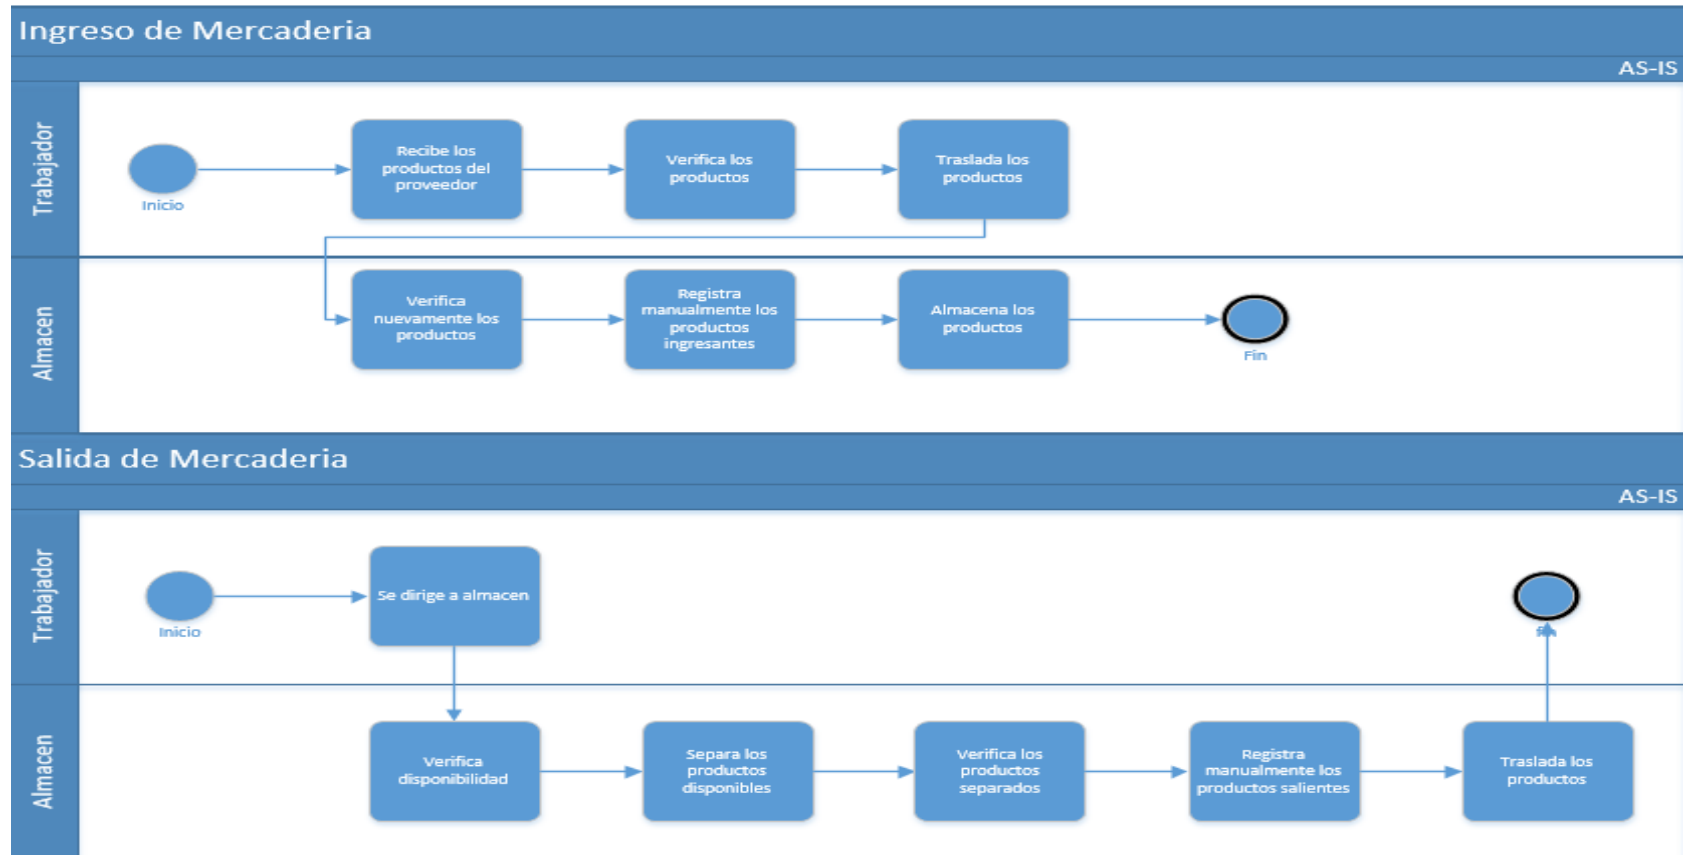 Ingreso de Mercaderia
AS-IS
Trabajador
Inicio
Recibe los
productos del
proveedor
Verifica los
productos
Traslada los
productos
Almacen
Verifica
nuevamente los
productos
Registra
manualmente los
productos
ingresantes
Almacena los
productos
Fin
Salida de Mercaderia
AS-IS
Trabajador
Inicio
Se dirige a almacen
fin
Almacen
Verifica
disponibilidad
Separa los
productos
disponibles
Verifica los
productos
separados
Registra
manualmente los
productos salientes
Traslada los
productos